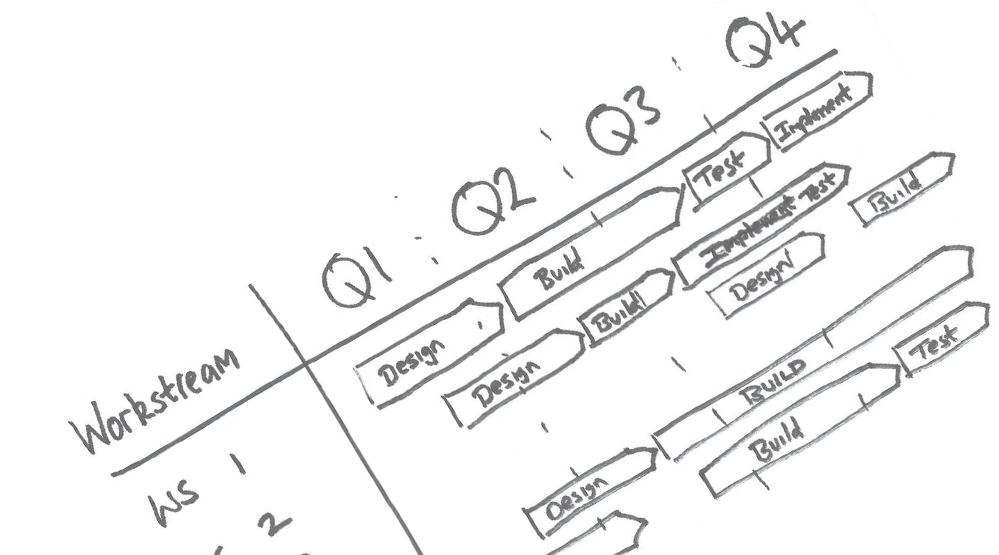 Workstream Q1 Q2 Q3 Q4
WS 1 Design Build Test Implement
2 Design Build Implement Test
Design Build
Design BUILD
Build Test